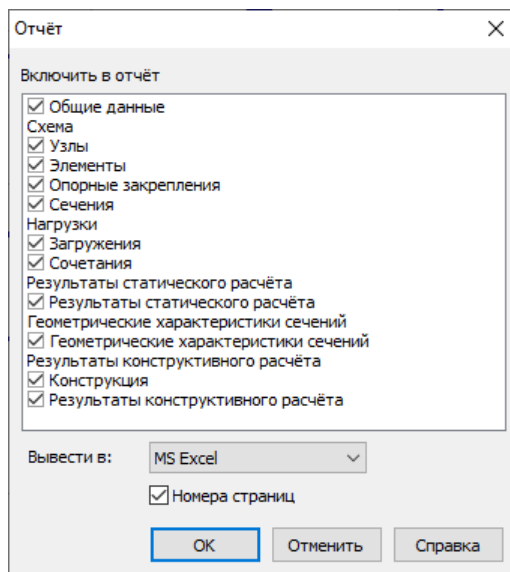 Отчёт
Включить в отчёт
Общие данные
Схема
Узлы
Элементы
Опорные закрепления
Сечения
Нагрузки
Загружения
Сочетания
Результаты статического расчёта
Результаты статического расчёта
Геометрические характеристики сечений
Геометрические характеристики сечений
Результаты конструктивного расчёта
Конструкция
Результаты конструктивного расчёта
Вывести в: MS Excel
Номера страниц
ОК Отменить Справка